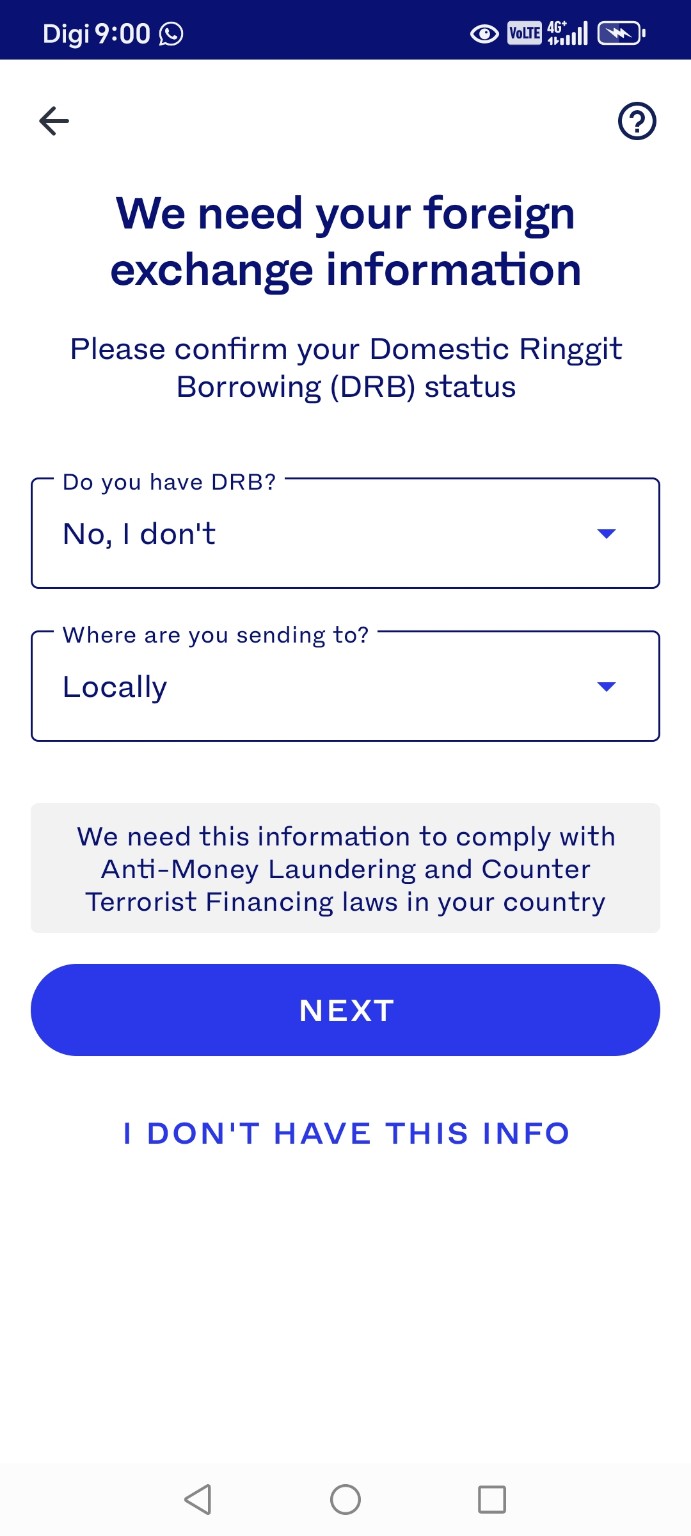 Digi 9:00 VoLTE 4G+
We need your foreign
exchange information
Please confirm your Domestic Ringgit
Borrowing (DRB) status
Do you have DRB?
No, I don't
Where are you sending to?
Locally
We need this information to comply with
Anti-Money Laundering and Counter
Terrorist Financing laws in your country
NEXT
I DON'T HAVE THIS INFO